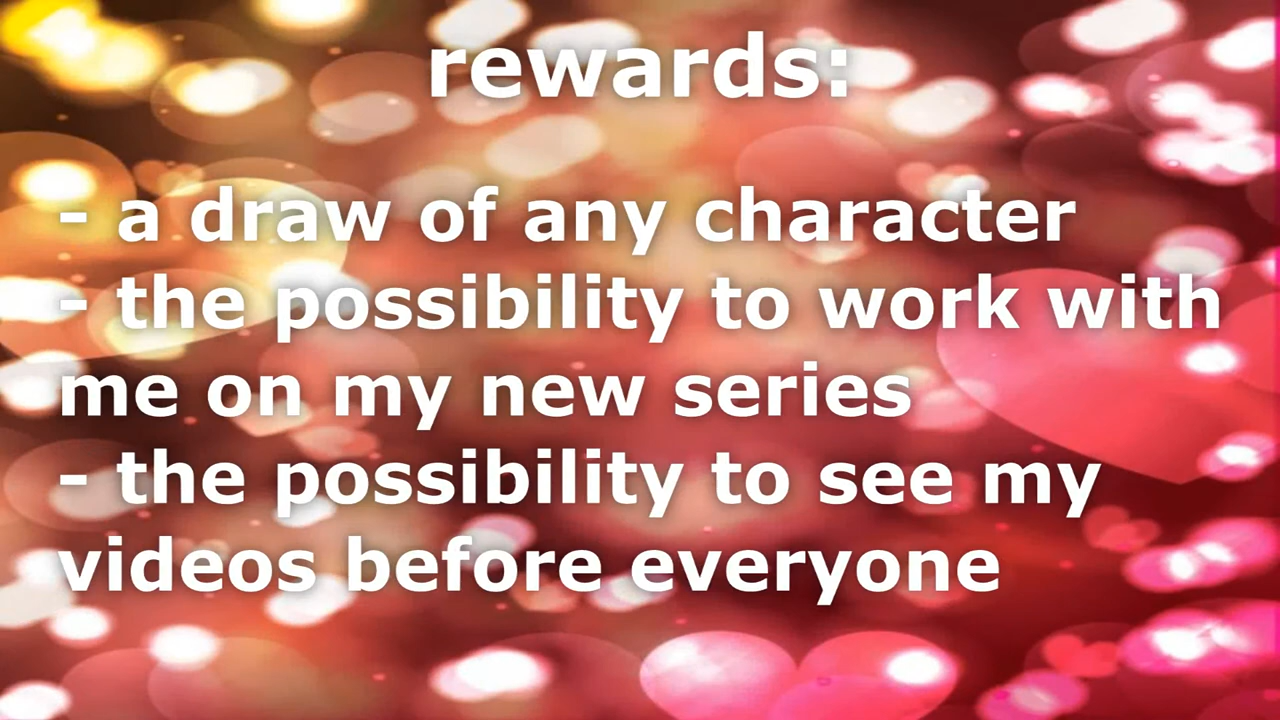 rewards:
- a draw of any character
- the possibility to work with
me on my new series
- the possibility to see my
videos before everyone